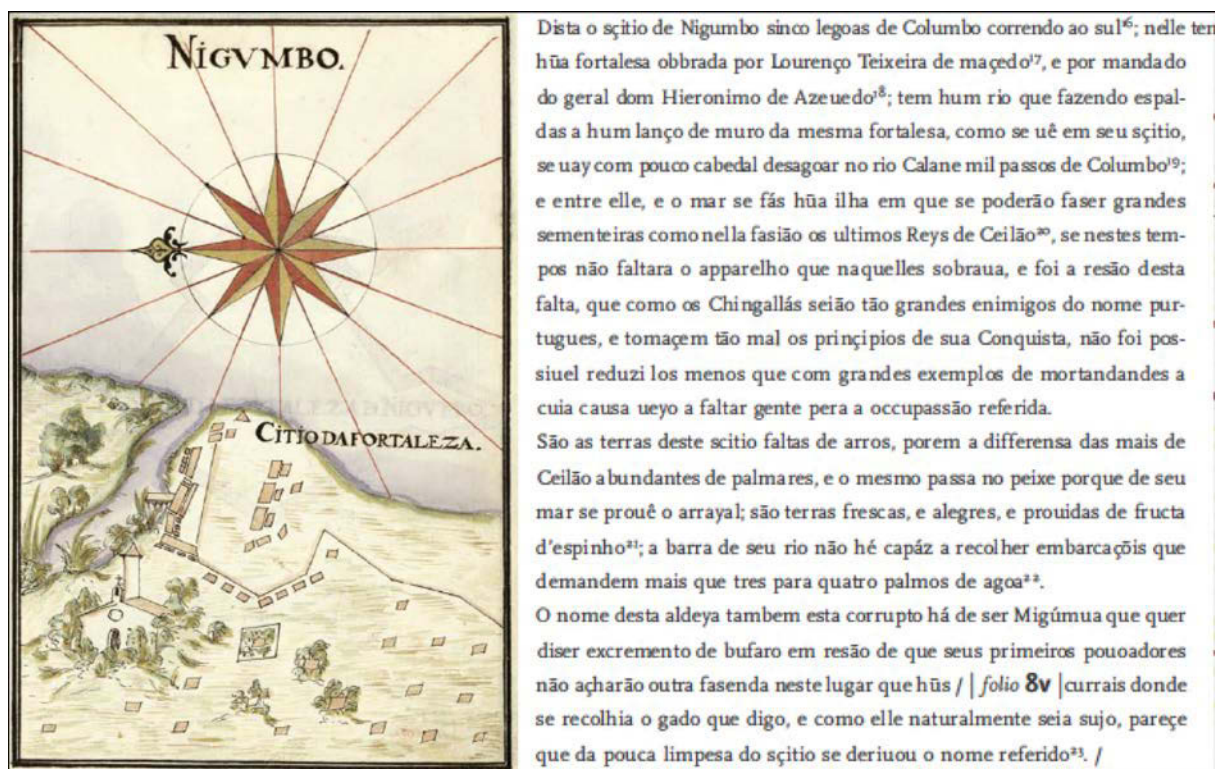 NIGVMBO.
CITIO DA FORTALEZA.
Dista o sçitio de Nigumbo sinco legoas de Columbo correndo ao sul¹⁶; nelle tem
hũa fortalesa obbrada por Lourenço Teixeira de maçedo¹⁷, e por mandado
do geral dom Hieronimo de Azeuedo¹⁸; tem hum rio que fazendo espal-
das a hum lanço de muro da mesma fortalesa, como se uê em seu sçitio,
se uay com pouco cabedal desagoar no rio Calane mil passos de Columbo¹⁹;
e entre elle, e o mar se fás hũa ilha em que se poderão faser grandes
sementeiras como nella fasião os ultimos Reys de Ceilão²⁰, se nestes tem-
pos não faltara o apparelho que naquelles sobraua, e foi a resão desta
falta, que como os Chingallás seião tão grandes enimigos do nome pur-
tugues, e tomaçem tão mal os prinçipios de sua Conquista, não foi pos-
siuel reduzi los menos que com grandes exemplos de mortandandes a
cuia causa ueyo a faltar gente pera a occupassão referida.
São as terras deste scitio faltas de arros, porem a differensa das mais de
Ceilão abundantes de palmares, e o mesmo passa no peixe porque de seu
mar se prouê o arrayal; são terras frescas, e alegres, e prouidas de fructa
d'espinho²¹; a barra de seu rio não hé capáz a recolher embarcaçõis que
demandem mais que tres para quatro palmos de agoa²².
O nome desta aldeya tambem esta corrupto há de ser Migúmua que quer
diser excremento de bufaro em resão de que seus primeiros pouoadores
não açharão outra fasenda neste lugar que hũs / | folio 8v |currais donde
se recolhia o gado que digo, e como elle naturalmente seia sujo, pareçe
que da pouca limpesa do sçitio se deriuou o nome referido²³. /